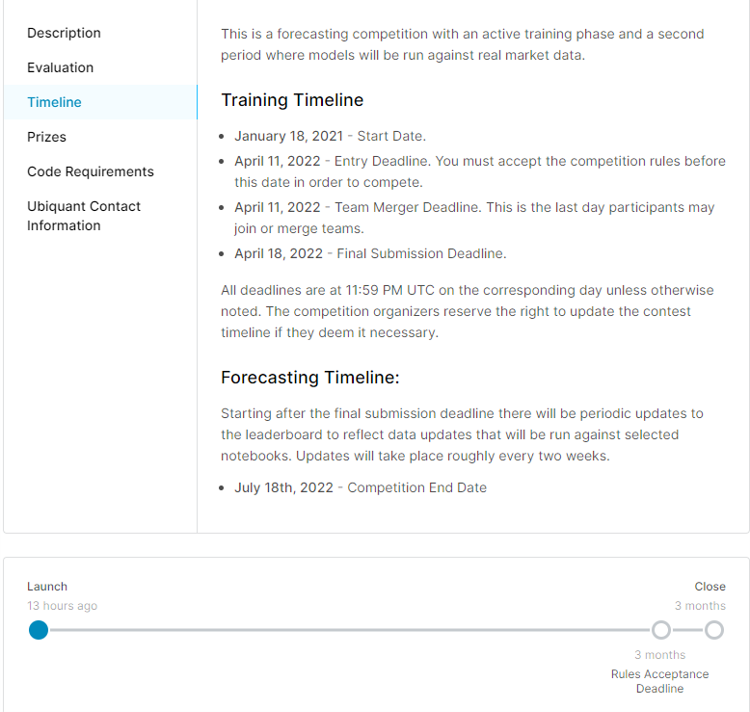 Description
Evaluation
Timeline
Prizes
Code Requirements
Ubiquant Contact
Information
This is a forecasting competition with an active training phase and a second
period where models will be run against real market data.
Training Timeline
January 18, 2021 - Start Date.
April 11, 2022 - Entry Deadline. You must accept the competition rules before
this date in order to compete.
April 11, 2022 - Team Merger Deadline. This is the last day participants may
join or merge teams.
April 18, 2022 - Final Submission Deadline.
All deadlines are at 11:59 PM UTC on the corresponding day unless otherwise
noted. The competition organizers reserve the right to update the contest
timeline if they deem it necessary.
Forecasting Timeline:
Starting after the final submission deadline there will be periodic updates to
the leaderboard to reflect data updates that will be run against selected
notebooks. Updates will take place roughly every two weeks.
July 18th, 2022 - Competition End Date
Launch
13 hours ago
Close
3 months
3 months
Rules Acceptance
Deadline